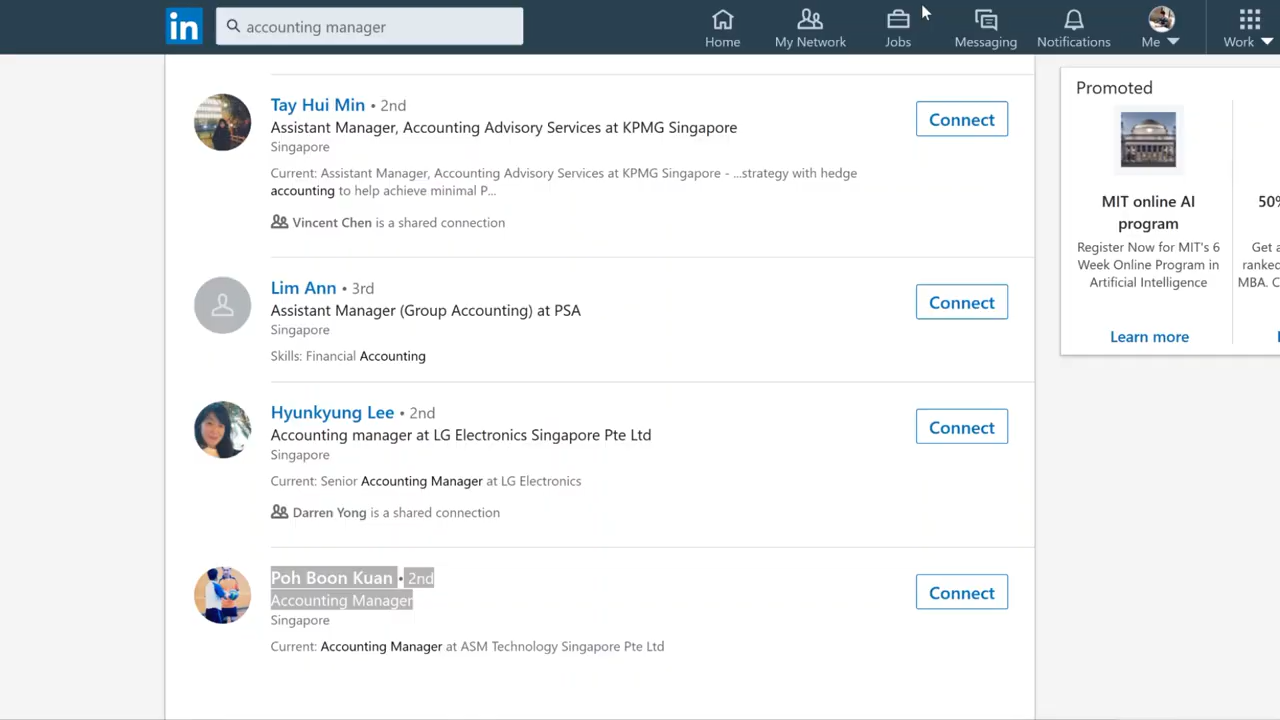 in
accounting manager
Home
My Network
Jobs
Messaging
Notifications
Me
Work
Tay Hui Min • 2nd
Assistant Manager, Accounting Advisory Services at KPMG Singapore
Singapore
Current: Assistant Manager, Accounting Advisory Services at KPMG Singapore - ...strategy with hedge
accounting to help achieve minimal P...
Vincent Chen is a shared connection
Connect
Lim Ann • 3rd
Assistant Manager (Group Accounting) at PSA
Singapore
Skills: Financial Accounting
Connect
Hyunkyung Lee • 2nd
Accounting manager at LG Electronics Singapore Pte Ltd
Singapore
Current: Senior Accounting Manager at LG Electronics
Darren Yong is a shared connection
Connect
Poh Boon Kuan • 2nd
Accounting Manager
Singapore
Current: Accounting Manager at ASM Technology Singapore Pte Ltd
Connect
Promoted
MIT online AI
program
Register Now for MIT's 6
Week Online Program in
Artificial Intelligence
Learn more
50%
Get a
ranked
MBA. C